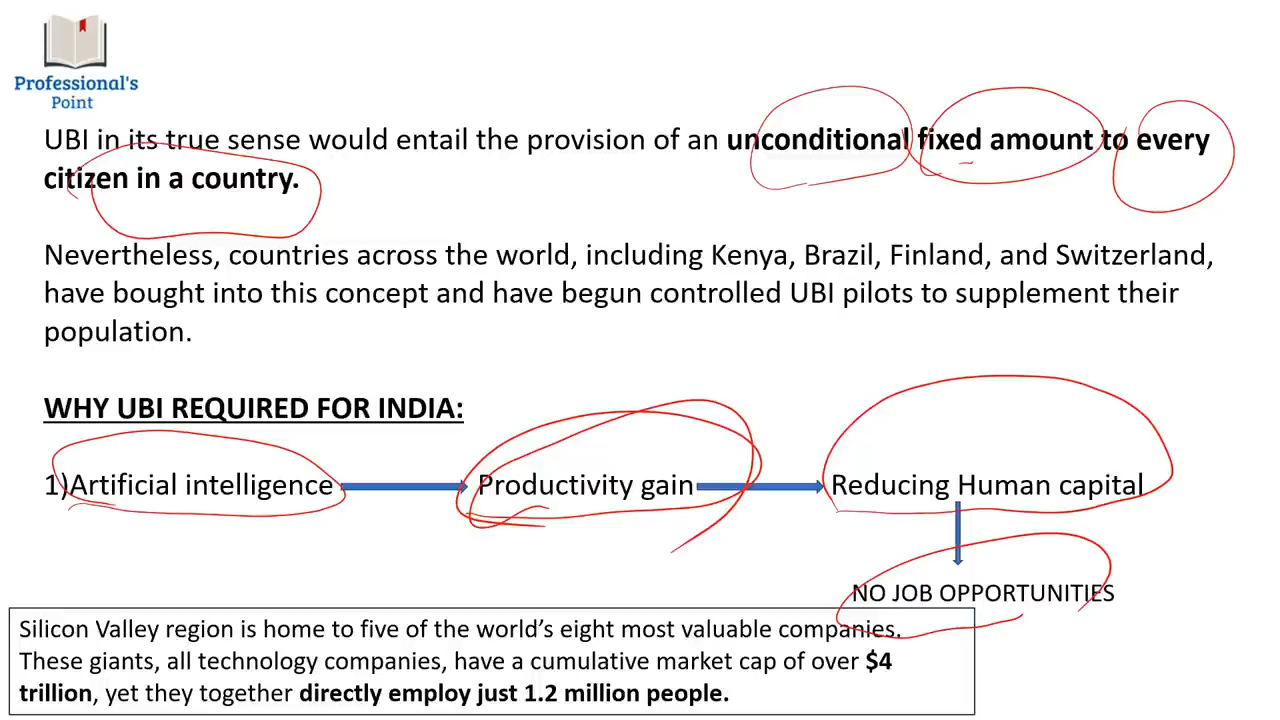 Professional's
Point
UBI in its true sense would entail the provision of an unconditional fixed amount to every
citizen in a country.
Nevertheless, countries across the world, including Kenya, Brazil, Finland, and Switzerland,
have bought into this concept and have begun controlled UBI pilots to supplement their
population.
WHY UBI REQUIRED FOR INDIA:
1)Artificial intelligence Productivity gain Reducing Human capital
NO JOB OPPORTUNITIES
Silicon Valley region is home to five of the world’s eight most valuable companies.
These giants, all technology companies, have a cumulative market cap of over $4
trillion, yet they together directly employ just 1.2 million people.